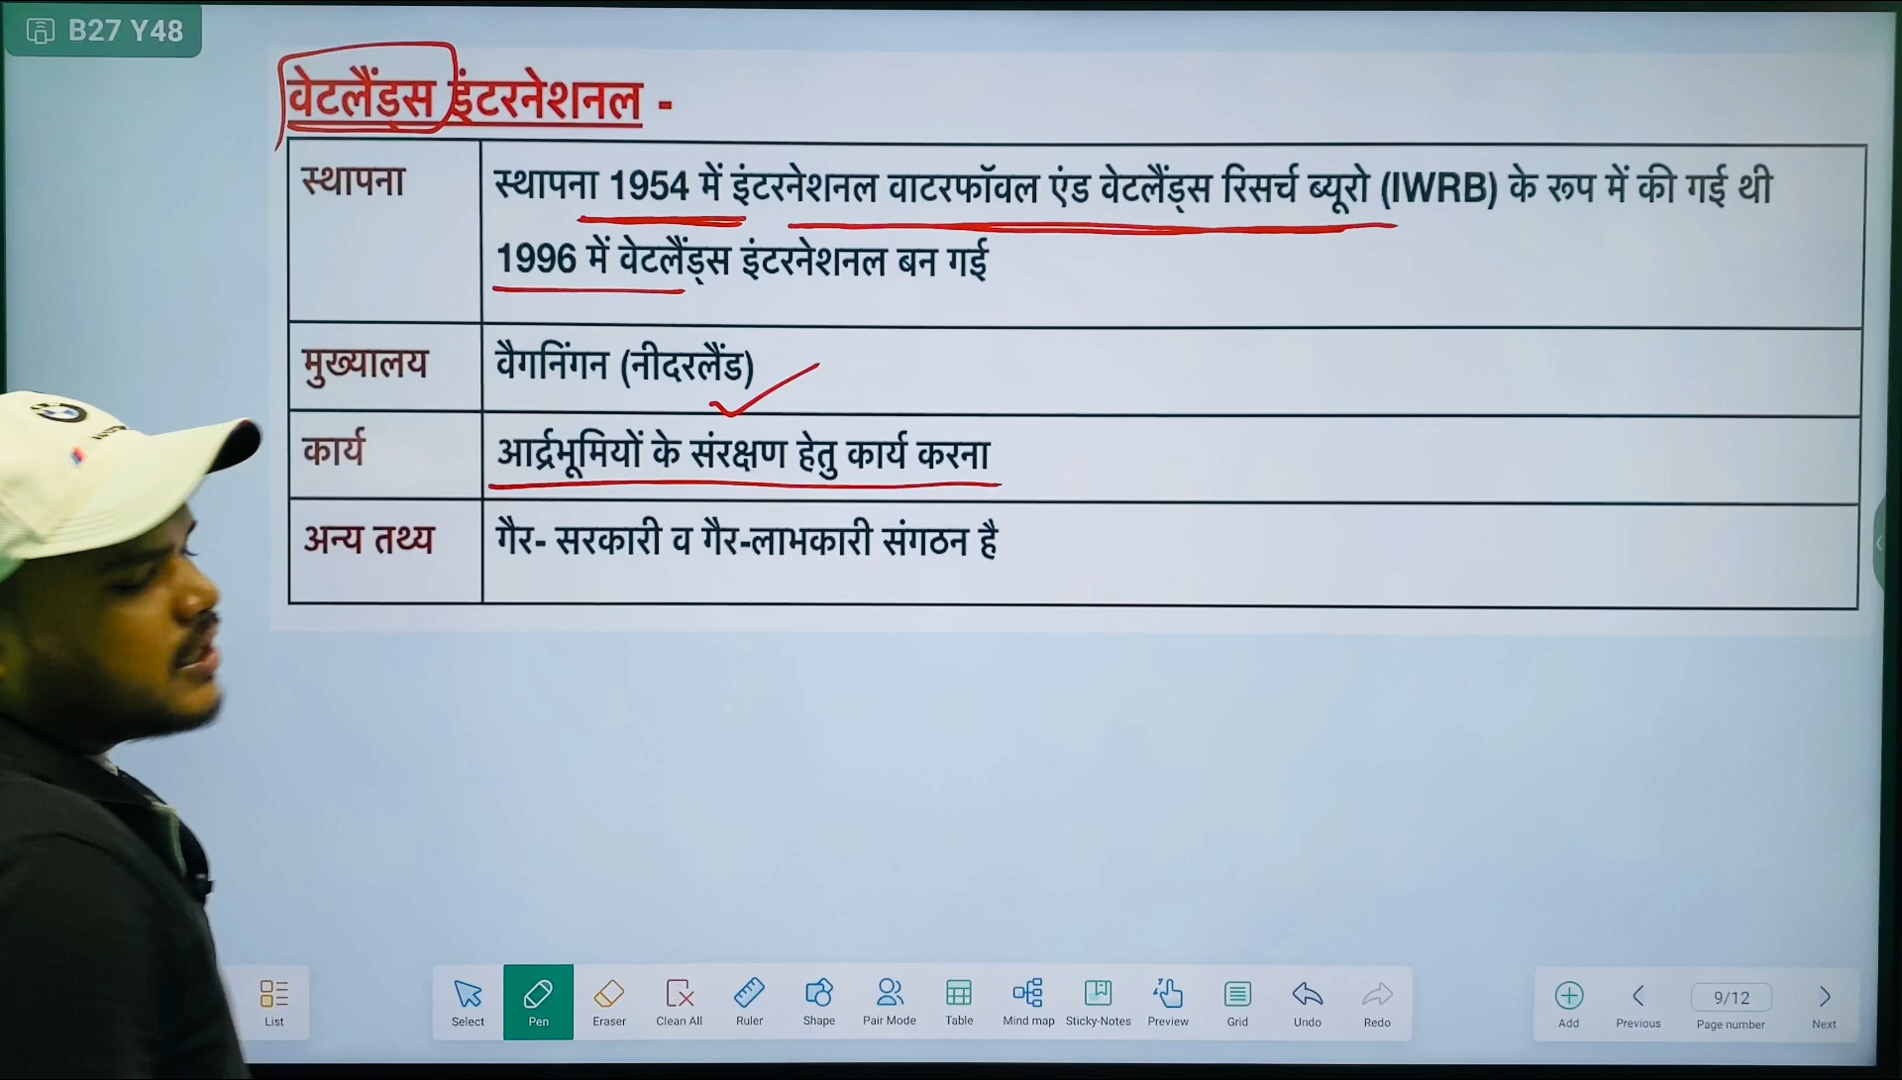 B27 Y48
वेटलैंड्स इंटरनेशनल -
स्थापना
स्थापना 1954 में इंटरनेशनल वाटरफॉवल एंड वेटलैंड्स रिसर्च ब्यूरो (IWRB) के रूप में की गई थी
1996 में वेटलैंड्स इंटरनेशनल बन गई
मुख्यालय
वैगनिंगन (नीदरलैंड)
कार्य
आर्द्रभूमियों के संरक्षण हेतु कार्य करना
अन्य तथ्य
गैर- सरकारी व गैर-लाभकारी संगठन है
List
Select
Pen
Eraser
Clean All
Ruler
Shape
Pair Mode
Table
Mind map
Sticky-Notes
Preview
Grid
Undo
Redo
Add
Previous
9/12
Page number
Next